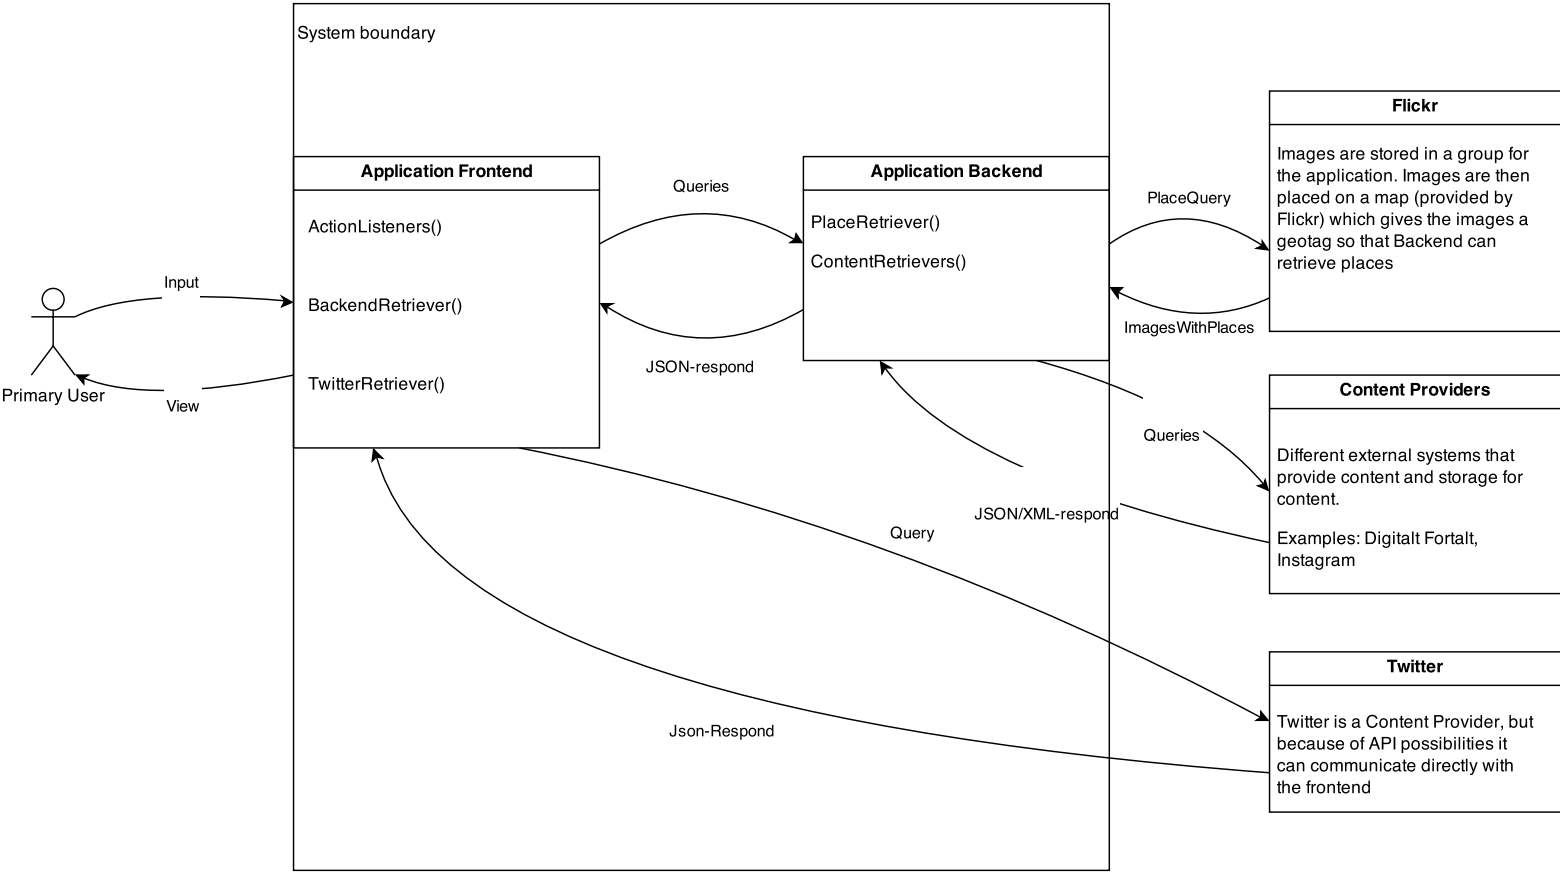 System boundary
Application Frontend
ActionListeners()
BackendRetriever()
TwitterRetriever()
Application Backend
PlaceRetriever()
ContentRetrievers()
Flickr
Images are stored in a group for
the application. Images are then
placed on a map (provided by
Flickr) which gives the images a
geotag so that Backend can
retrieve places
Queries
JSON-respond
PlaceQuery
ImagesWithPlaces
Input
View
Primary User
Content Providers
Different external systems that
provide content and storage for
content.
Examples: Digitalt Fortalt,
Instagram
Queries
JSON/XML-respond
Query
Json-Respond
Twitter
Twitter is a Content Provider, but
because of API possibilities it
can communicate directly with
the frontend